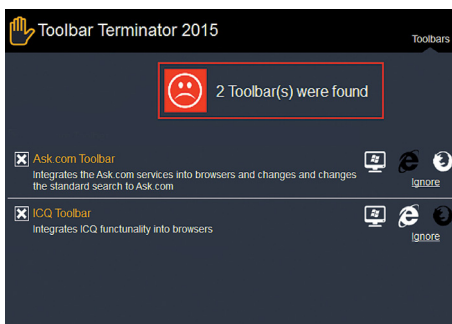 Toolbar Terminator 2015
Toolbars
2 Toolbar(s) were found
Ask.com Toolbar
Integrates the Ask.com services into browsers and changes and changes
the standard search to Ask.com
Ignore
ICQ Toolbar
Integrates ICQ functunality into browsers
Ignore